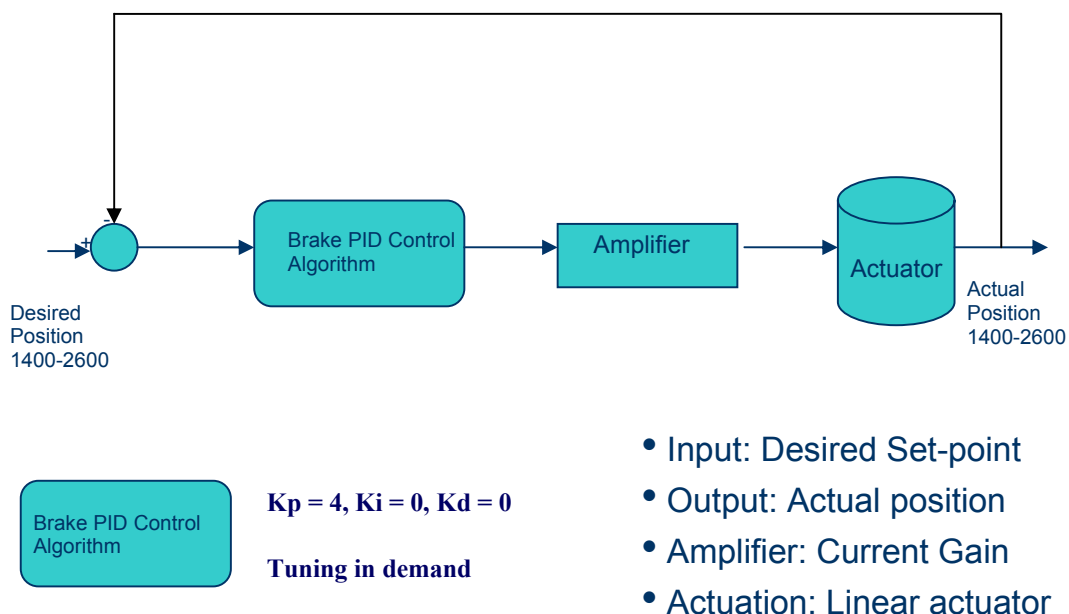 -
+
Brake PID Control
Algorithm
Amplifier
Actuator
Desired
Position
1400-2600
Actual
Position
1400-2600
Brake PID Control
Algorithm
Kp = 4, Ki = 0, Kd = 0
Tuning in demand
• Input: Desired Set-point
• Output: Actual position
• Amplifier: Current Gain
• Actuation: Linear actuator